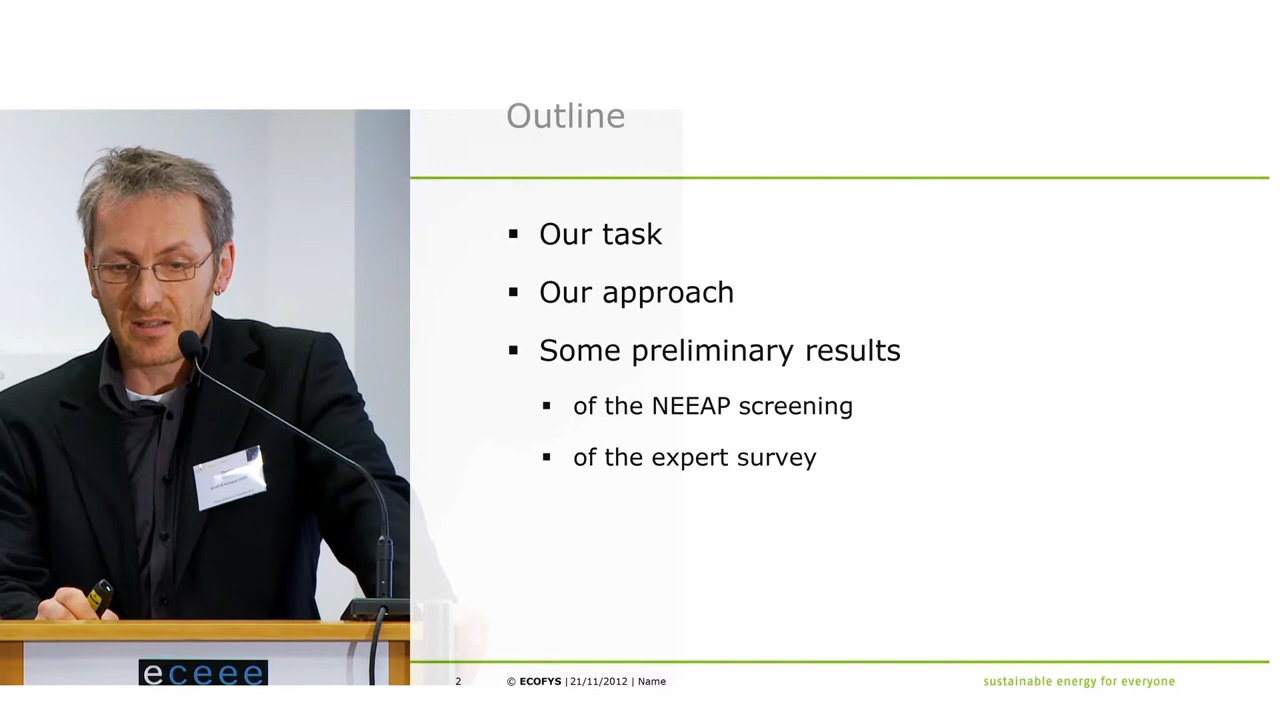 Outline
▪ Our task
▪ Our approach
▪ Some preliminary results
▪ of the NEEAP screening
▪ of the expert survey
eceee
2 © ECOFYS | 21/11/2012 | Name sustainable energy for everyone